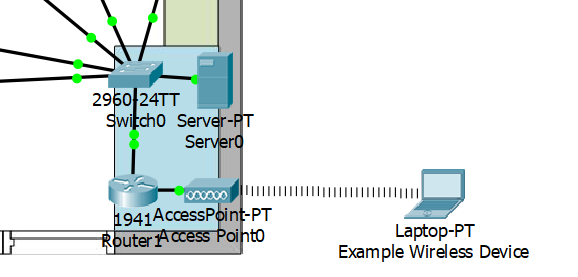 2960-24TT
Switch0
Server-PT
Server0
1941
Router1
AccessPoint-PT
Access Point0
Laptop-PT
Example Wireless Device